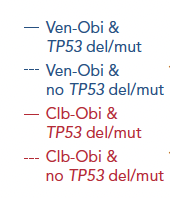 — Ven-Obi &
TP53 del/mut
--- Ven-Obi &
no TP53 del/mut
— Clb-Obi &
TP53 del/mut
--- Clb-Obi &
no TP53 del/mut